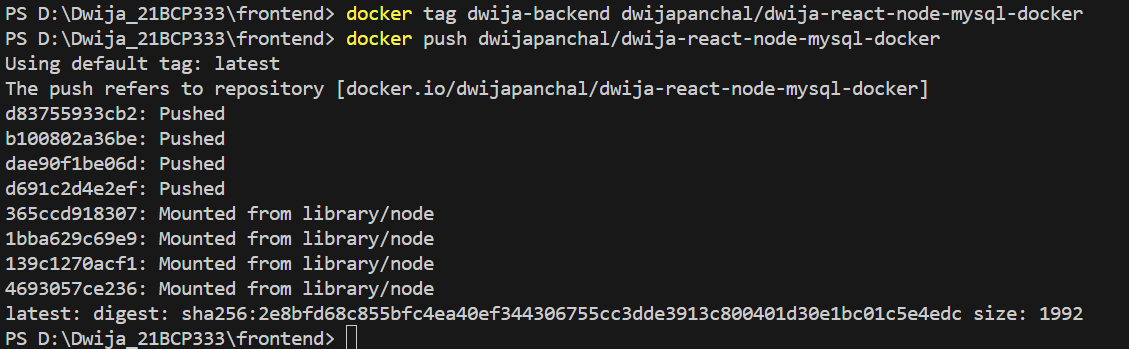 PS D:\Dwija_21BCP333\frontend> docker tag dwija-backend dwijapanchal/dwija-react-node-mysql-docker
PS D:\Dwija_21BCP333\frontend> docker push dwijapanchal/dwija-react-node-mysql-docker
Using default tag: latest
The push refers to repository [docker.io/dwijapanchal/dwija-react-node-mysql-docker]
d83755933cb2: Pushed
b100802a36be: Pushed
dae90f1be06d: Pushed
d691c2d4e2ef: Pushed
365ccd918307: Mounted from library/node
1bba629c69e9: Mounted from library/node
139c1270acf1: Mounted from library/node
4693057ce236: Mounted from library/node
latest: digest: sha256:2e8bfd68c855bfc4ea40ef344306755cc3dde3913c800401d30e1bc01c5e4edc size: 1992
PS D:\Dwija_21BCP333\frontend>